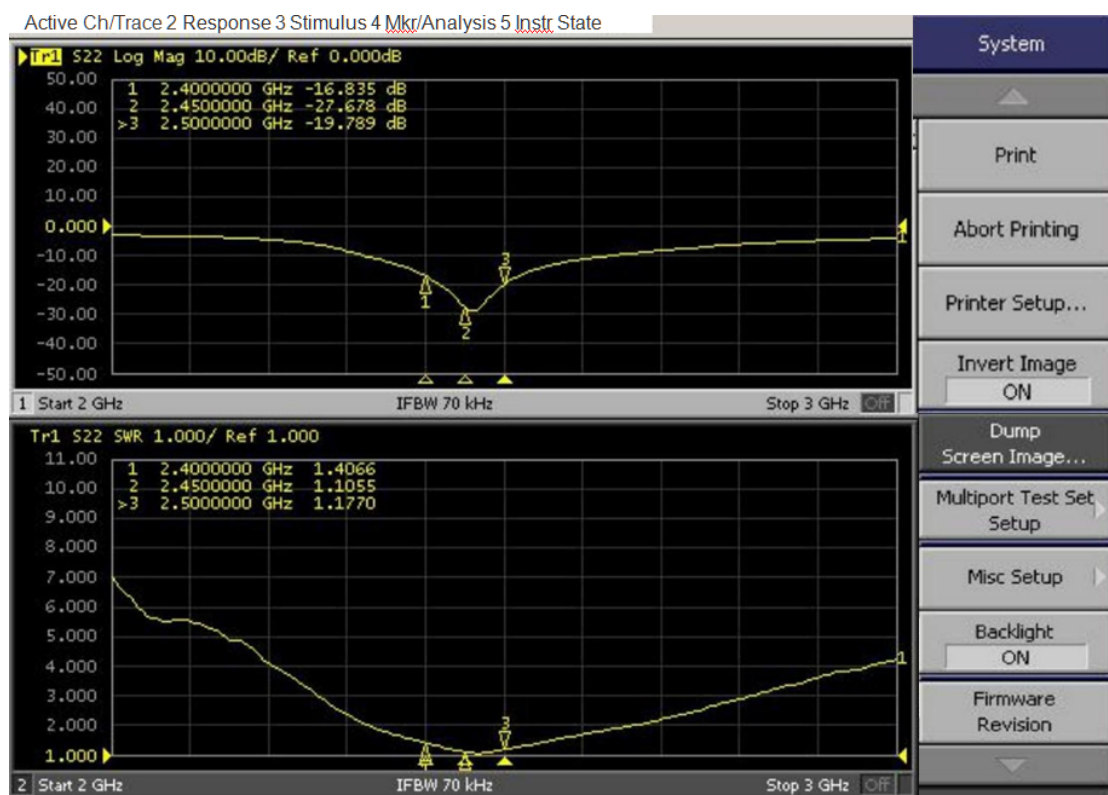 Active Ch/Trace 2 Response 3 Stimulus 4 Mkr/Analysis 5 Instr State
Tr1 S22 Log Mag 10.00dB/ Ref 0.000dB
50.00
40.00
30.00
20.00
10.00
0.000
-10.00
-20.00
-30.00
-40.00
-50.00
1 2.4000000 GHz -16.835 dB
2 2.4500000 GHz -27.678 dB
>3 2.5000000 GHz -19.789 dB
1
2
3
1
1 Start 2 GHz IFBW 70 kHz Stop 3 GHz Off
Tr1 S22 SWR 1.000/ Ref 1.000
11.00
10.00
9.000
8.000
7.000
6.000
5.000
4.000
3.000
2.000
1.000
1 2.4000000 GHz 1.4066
2 2.4500000 GHz 1.1055
>3 2.5000000 GHz 1.1770
3
1
2 Start 2 GHz IFBW 70 kHz Stop 3 GHz Off
System
Print
Abort Printing
Printer Setup...
Invert Image
ON
Dump
Screen Image...
Multiport Test Set
Setup
Misc Setup
Backlight
ON
Firmware
Revision